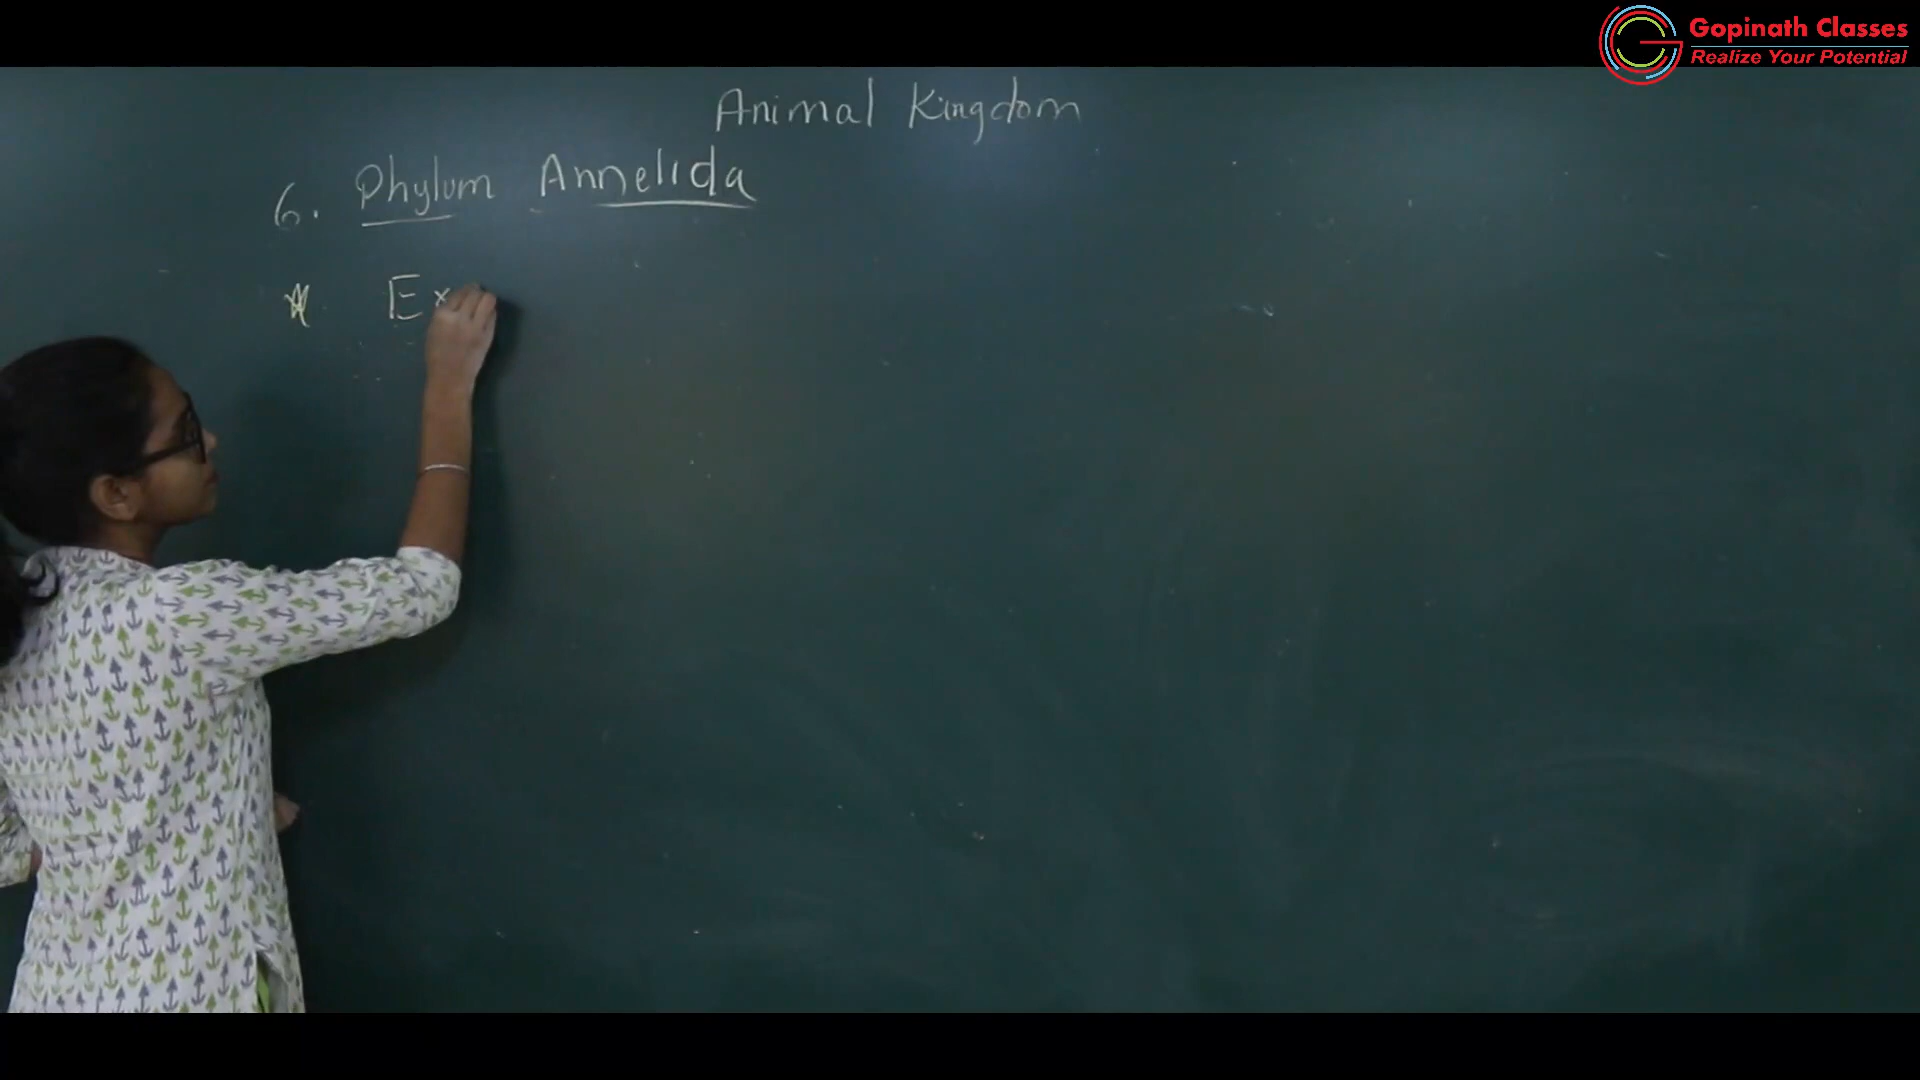 Gopinath Classes
Realize Your Potential
Animal Kingdom
6. Phylum Annelida
* Ex